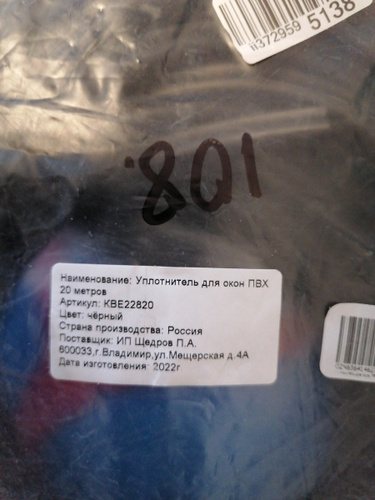 5138
372959
801
Наименование: Уплотнитель для окон ПВХ
20 метров
Артикул: KBE22820
Цвет: чёрный
Страна производства: Россия
Поставщик: ИП Щедров П.А.
600033,г.Владимир,ул.Мещерская д.4А
Дата изготовления: 2022г